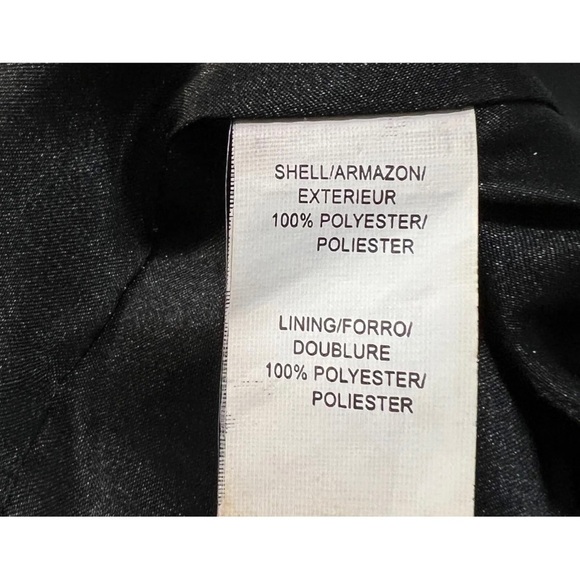 SHELL/ARMAZON/
EXTERIEUR
100% POLYESTER/
POLIESTER
LINING/FORRO/
DOUBLURE
100% POLYESTER/
POLIESTER